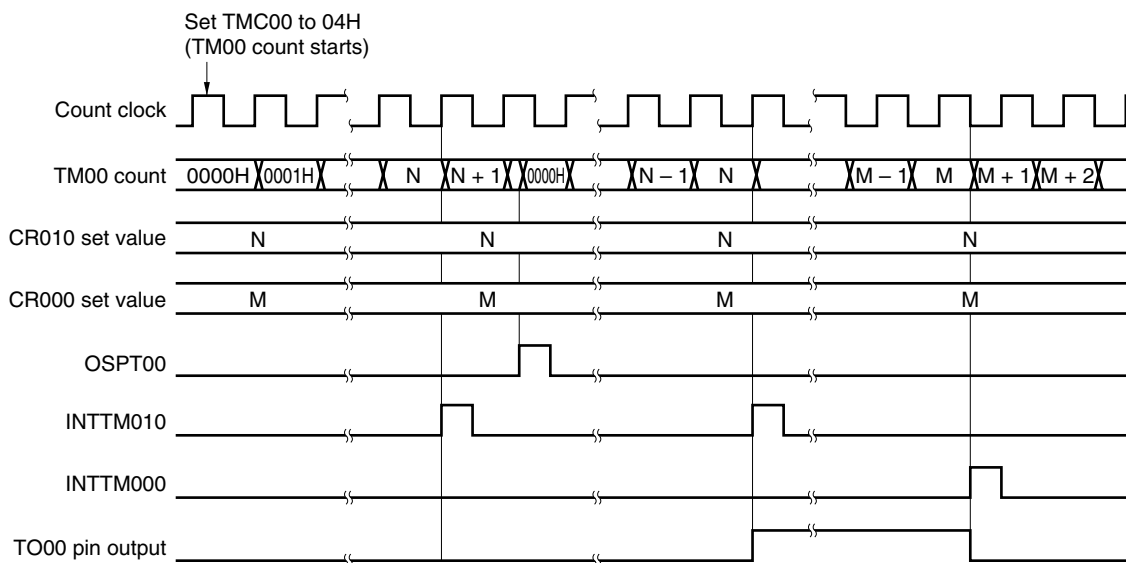 Set TMC00 to 04H
(TM00 count starts)
Count clock
TM00 count 0000H 0001H N N + 1 0000H N – 1 N M – 1 M M + 1 M + 2
CR010 set value N N N N
CR000 set value M M M M
OSPT00
INTTM010
INTTM000
TO00 pin output